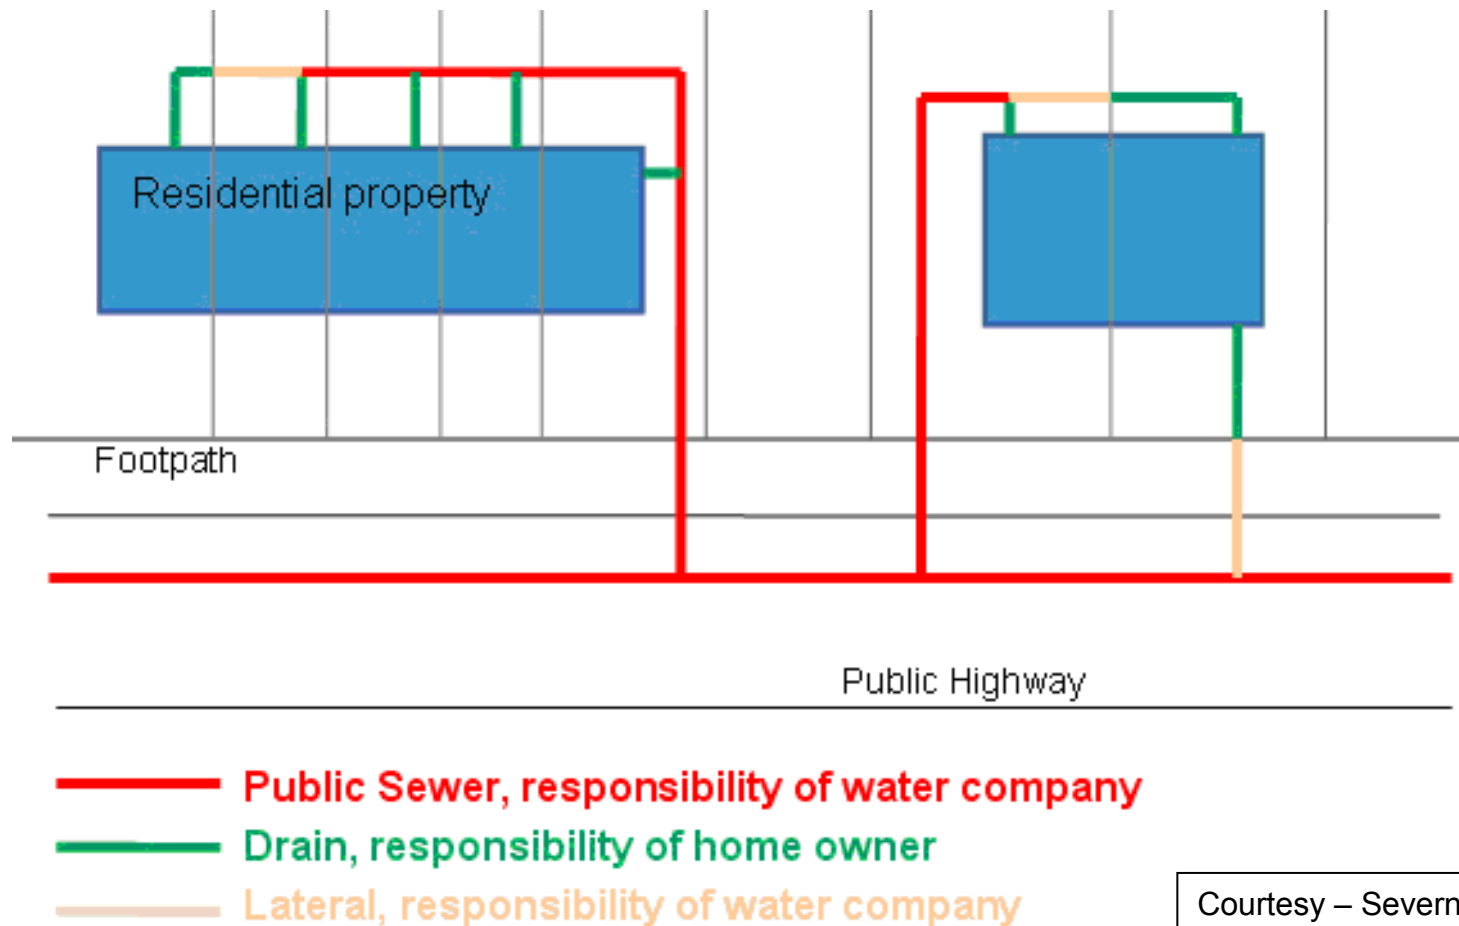 Residential property
Footpath
Public Highway
Public Sewer, responsibility of water company
Drain, responsibility of home owner
Lateral, responsibility of water company
Courtesy – Severn